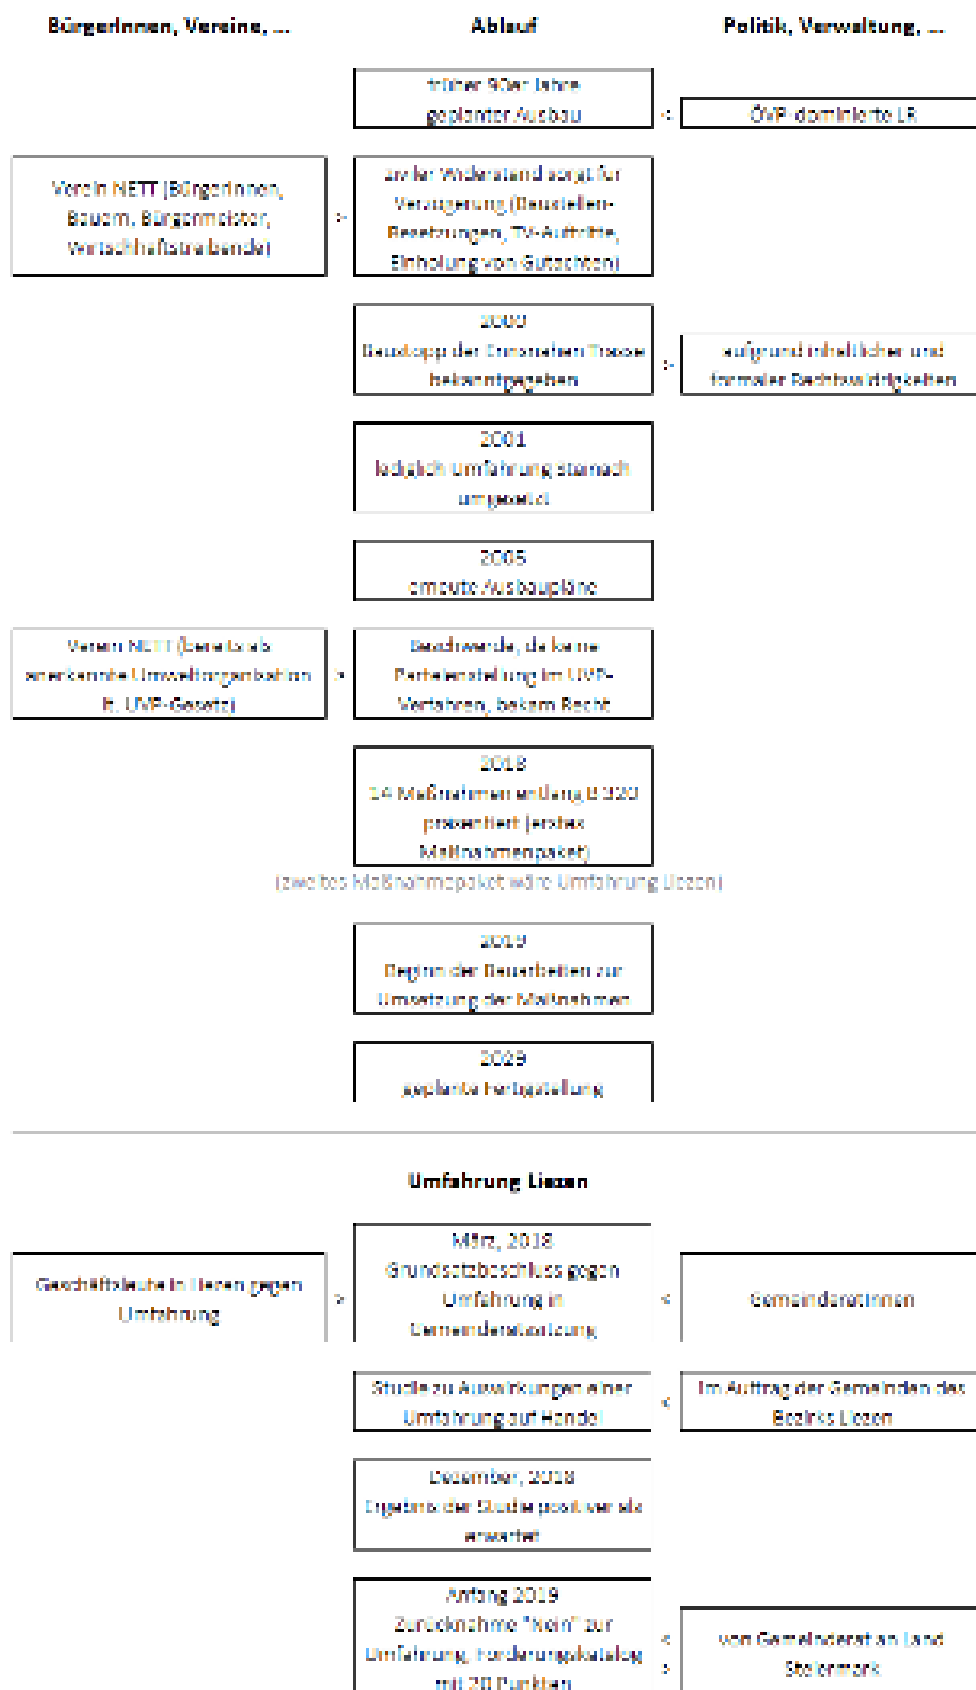 BürgerInnen, Vereine, ...
Ablauf
Politik, Verwaltung, ...
früher 90er Jahre
geplanter Ausbau
<
ÖVP-dominierte LR
Verein NETT (BürgerInnen,
Bauern, Bürgermeister,
Wirtschhaftstreibende)
>
ziviler Widerstand sorgt für
Verzögerung (Baustellen-
Besetzungen, TV-Auftritte,
Einholung von Gutachten)
2000
Baustopp der Ennsnahen Trasse
bekanntgegeben
>
aufgrund inhaltlicher und
formaler Rechtswidrigkeiten
2001
lediglich Umfahrung Stainach
umgesetzt
2005
erneute Ausbaupläne
Verein NETT (bereits als
anerkannte Umweltorganisation
lt. UVP-Gesetz)
>
Beschwerde, da keine
Parteienstellung im UVP-
Verfahren, bekam Recht
2018
14 Maßnahmen entlang B 320
präsentiert (erstes
Maßnahmenpaket)
(zweites Maßnahmepaket wäre Umfahrung Liezen)
2019
Beginn der Bauarbeiten zur
Umsetzung der Maßnahmen
2029
geplante Fertigstellung
Umfahrung Liezen
Geschäftsleute in Liezen gegen
Umfahrung
>
März, 2018
Grundsatzbeschluss gegen
Umfahrung in
Gemeinderatssitzung
<
GemeinderätInnen
Studie zu Auswirkungen einer
Umfahrung auf Handel
<
Im Auftrag der Gemeinden des
Bezirks Liezen
Dezember, 2018
Ergebnis der Studie positiver als
erwartet
Anfang 2019
Zurücknahme "Nein" zur
Umfahrung, Forderungskatalog
mit 20 Punkten
<
>
von Gemeinderat an Land
Steiermark